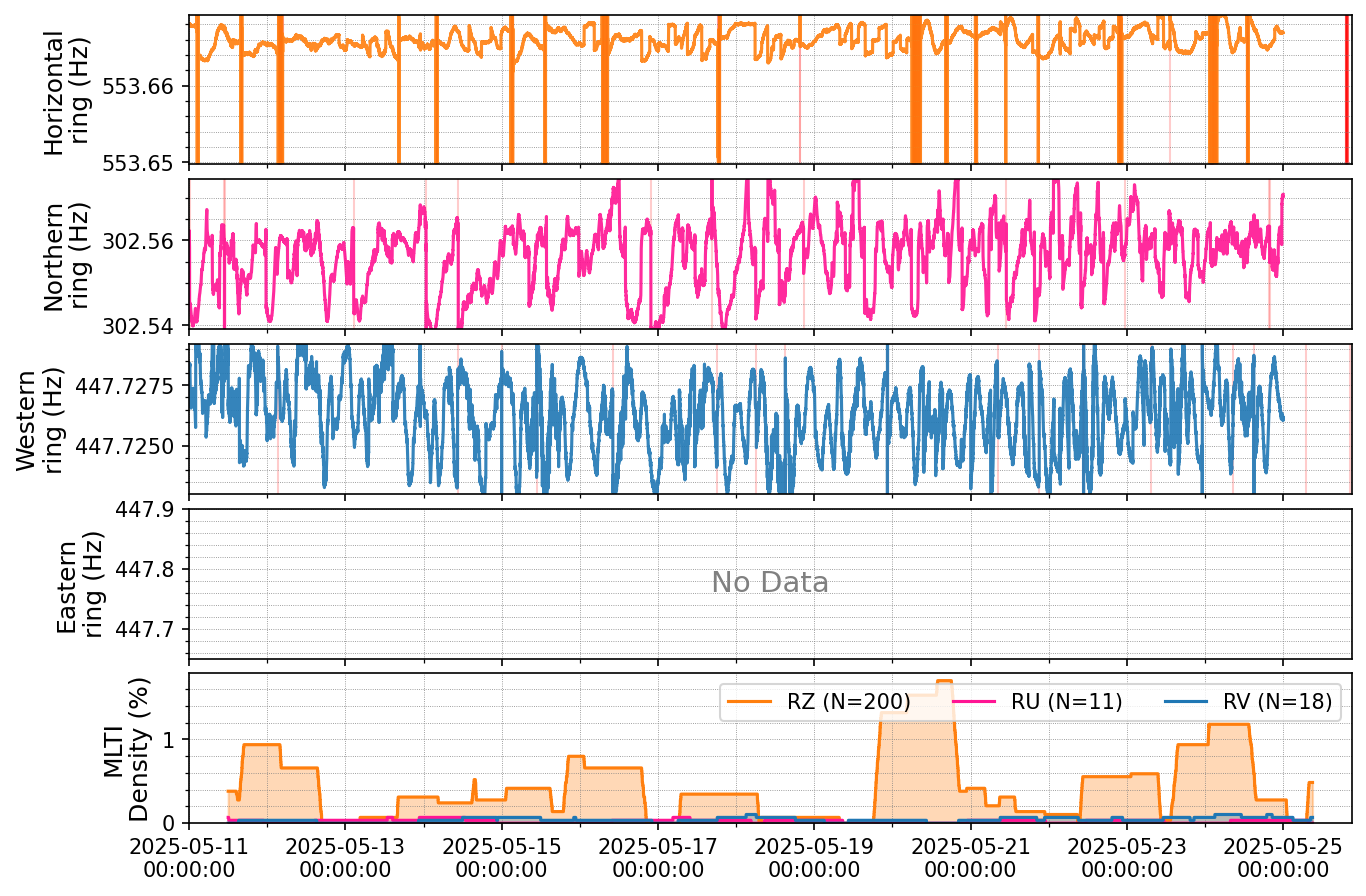 Horizontal
ring (Hz)
553.66
553.65
Northern
ring (Hz)
302.56
302.54
Western
ring (Hz)
447.7275
447.7250
Eastern
ring (Hz)
447.9
447.8
447.7
No Data
MLTI
Density (%)
1
0
RZ (N=200) RU (N=11) RV (N=18)
2025-05-11 2025-05-13 2025-05-15 2025-05-17 2025-05-19 2025-05-21 2025-05-23 2025-05-25
00:00:00 00:00:00 00:00:00 00:00:00 00:00:00 00:00:00 00:00:00 00:00:00